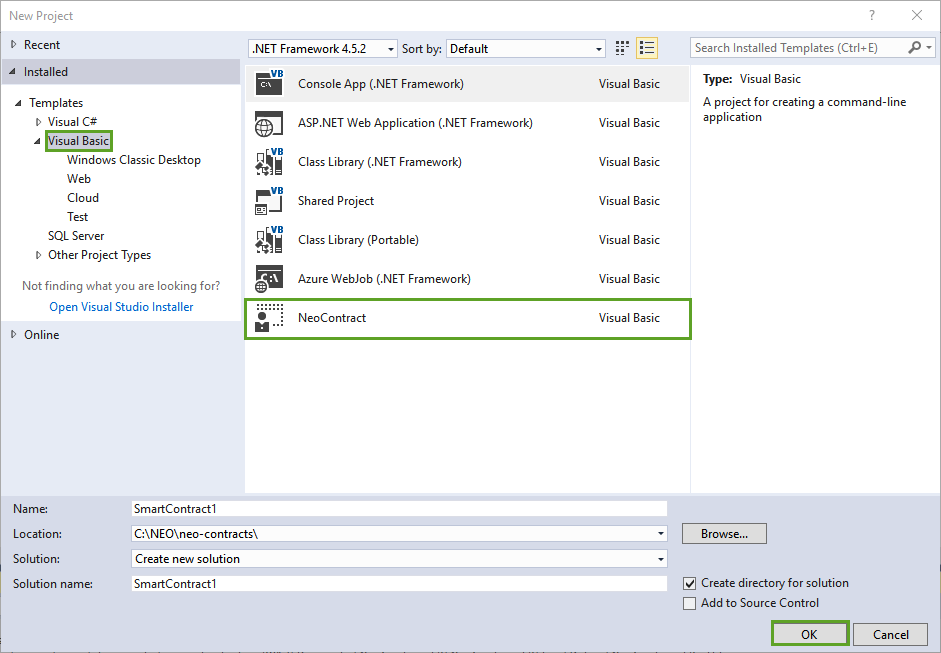 New Project
?
Recent
Installed
Templates
Visual C#
Visual Basic
Windows Classic Desktop
Web
Cloud
Test
SQL Server
Other Project Types
Not finding what you are looking for?
Open Visual Studio Installer
Online
.NET Framework 4.5.2 Sort by: Default
VB C:\ Console App (.NET Framework) Visual Basic
ASP.NET Web Application (.NET Framework) Visual Basic
VB Class Library (.NET Framework) Visual Basic
VB Shared Project Visual Basic
VB Class Library (Portable) Visual Basic
C:\ Azure WebJob (.NET Framework) Visual Basic
NeoContract Visual Basic
Search Installed Templates (Ctrl+E)
Type: Visual Basic
A project for creating a command-line
application
Name: SmartContract1
Location: C:\NEO\neo-contracts\ Browse...
Solution: Create new solution
Solution name: SmartContract1
Create directory for solution
Add to Source Control
OK Cancel